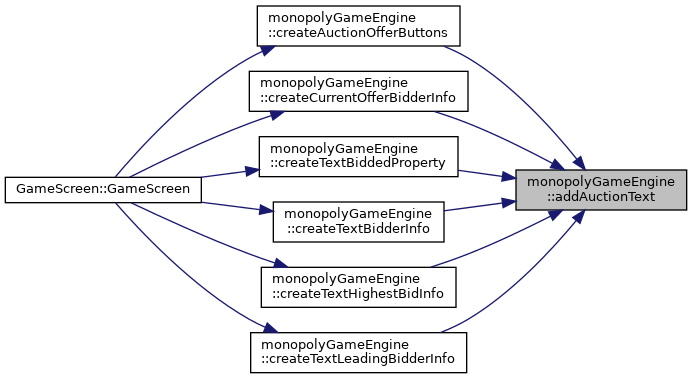 monopolyGameEngine
::createAuctionOfferButtons
monopolyGameEngine
::createCurrentOfferBidderInfo
monopolyGameEngine
::createTextBiddedProperty
GameScreen::GameScreen
monopolyGameEngine
::addAuctionText
monopolyGameEngine
::createTextBidderInfo
monopolyGameEngine
::createTextHighestBidInfo
monopolyGameEngine
::createTextLeadingBidderInfo